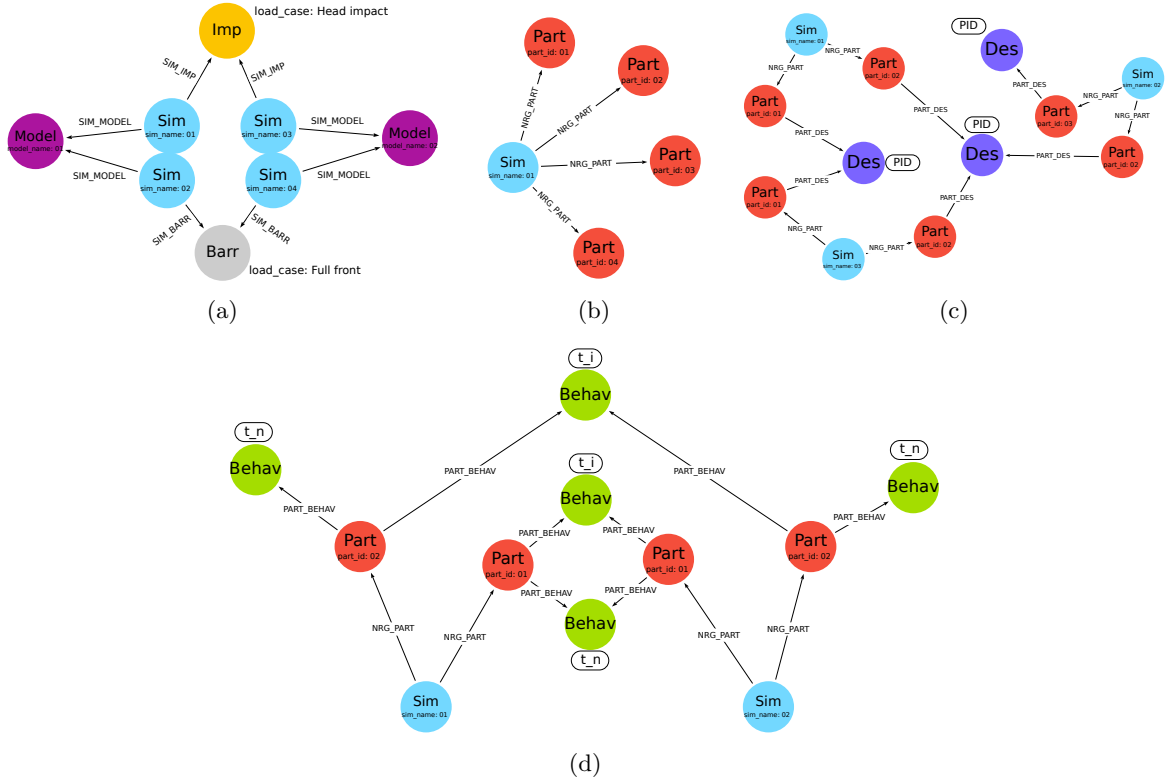 load_case: Head impact
Imp
SIM_IMP
SIM_IMP
Sim
sim_name: 01
Sim
sim_name: 03
SIM_MODEL
SIM_MODEL
Model
model_name: 01
Model
model_name: 02
SIM_MODEL
SIM_MODEL
Sim
sim_name: 02
Sim
sim_name: 04
SIM_BARR
SIM_BARR
Barr
load_case: Full front
(a)
Part
part_id: 01
Part
part_id: 02
NRG_PART
NRG_PART
Sim
sim_name: 01
NRG_PART
Part
part_id: 03
NRG_PART
Part
part_id: 04
(b)
Sim
sim_name: 01
NRG_PART
NRG_PART
Part
part_id: 02
Part
part_id: 01
PART_DES
PART_DES
PID
Des
PART_DES
Sim
sim_name: 02
NRG_PART
NRG_PART
Part
part_id: 03
Part
part_id: 02
PART_DES
PID
Des
Des
PID
PART_DES
Part
part_id: 01
NRG_PART
Sim
sim_name: 03
NRG_PART
Part
part_id: 02
PART_DES
(c)
t_i
Behav
t_n
Behav
PART_BEHAV
PART_BEHAV
t_n
Behav
t_i
Behav
PART_BEHAV
PART_BEHAV
Part
part_id: 02
PART_BEHAV
PART_BEHAV
Part
part_id: 02
Part
part_id: 01
Part
part_id: 01
PART_BEHAV
PART_BEHAV
Behav
t_n
NRG_PART
NRG_PART
NRG_PART
NRG_PART
Sim
sim_name: 01
Sim
sim_name: 02
(d)